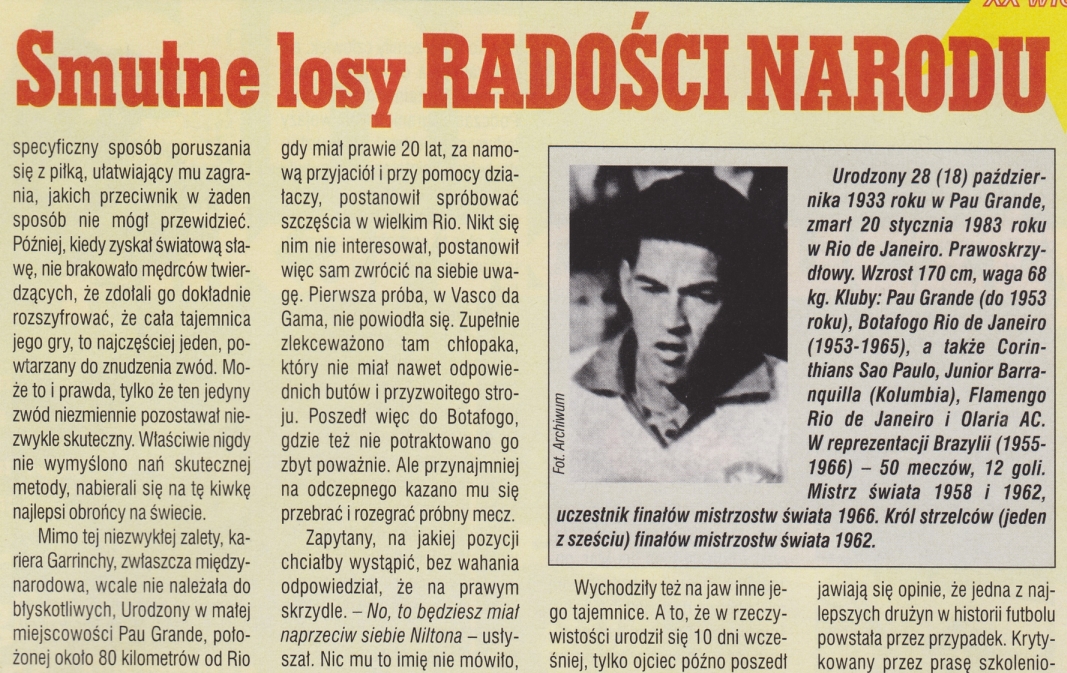 Smutne losy RADOŚCI NARODU
specyficzny sposób poruszania
się z piłką, ułatwiający mu zagra-
nia, jakich przeciwnik w żaden
sposób nie mógł przewidzieć.
Później, kiedy zyskał światową sła-
wę, nie brakowało mędrców twier-
dzących, że zdołali go dokładnie
rozszyfrować, że cała tajemnica
jego gry, to najczęściej jeden, po-
wtarzany do znudzenia zwód. Mo-
że to i prawda, tylko że ten jedyny
zwód niezmiennie pozostawał nie-
zwykle skuteczny. Właściwie nigdy
nie wymyślono nań skutecznej
metody, nabierali się na tę kiwkę
najlepsi obrońcy na świecie.
Mimo tej niezwykłej zalety, ka-
riera Garrinchy, zwłaszcza między-
narodowa, wcale nie należała do
błyskotliwych, Urodzony w małej
miejscowości Pau Grande, poło-
żonej około 80 kilometrów od Rio
gdy miał prawie 20 lat, za namo-
wą przyjaciół i przy pomocy dzia-
łaczy, postanowił spróbować
szczęścia w wielkim Rio. Nikt się
nim nie interesował, postanowił
więc sam zwrócić na siebie uwa-
gę. Pierwsza próba, w Vasco da
Gama, nie powiodła się. Zupełnie
zlekceważono tam chłopaka,
który nie miał nawet odpowie-
dnich butów i przyzwoitego stro-
ju. Poszedł więc do Botafogo,
gdzie też nie potraktowano go
zbyt poważnie. Ale przynajmniej
na odczepnego kazano mu się
przebrać i rozegrać próbny mecz.
Zapytany, na jakiej pozycji
chciałby wystąpić, bez wahania
odpowiedział, że na prawym
skrzydle. – No, to będziesz miał
naprzeciw siebie Niltona – usły-
szał. Nic mu to imię nie mówiło,
Fot. Archiwum
Urodzony 28 (18) paździer-
nika 1933 roku w Pau Grande,
zmarł 20 stycznia 1983 roku
w Rio de Janeiro. Prawoskrzy-
dłowy. Wzrost 170 cm, waga 68
kg. Kluby: Pau Grande (do 1953
roku), Botafogo Rio de Janeiro
(1953-1965), a także Corin-
thians Sao Paulo, Junior Barra-
nquilla (Kolumbia), Flamengo
Rio de Janeiro i Olaria AC.
W reprezentacji Brazylii (1955-
1966) – 50 meczów, 12 goli.
Mistrz świata 1958 i 1962,
uczestnik finałów mistrzostw świata 1966. Król strzelców (jeden
z sześciu) finałów mistrzostw świata 1962.
Wychodziły też na jaw inne je-
go tajemnice. A to, że w rzeczy-
wistości urodził się 10 dni wcze-
śniej, tylko ojciec późno poszedł
jawiają się opinie, że jedna z naj-
lepszych drużyn w historii futbolu
powstała przez przypadek. Kryty-
kowany przez prasę szkolenio-